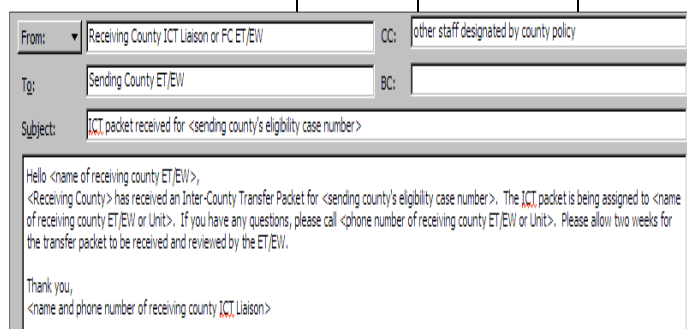 From: Receiving County ICT Liaison or FC ET/EW CC: other staff designated by county policy
To: Sending County ET/EW BC:
Subject: ICT packet received for <sending county's eligibility case number>
Hello <name of receiving county ET/EW>,
<Receiving County> has received an Inter-County Transfer Packet for <sending county's eligibility case number>. The ICT packet is being assigned to <name
of receiving county ET/EW or Unit>. If you have any questions, please call <phone number of receiving county ET/EW or Unit>. Please allow two weeks for
the transfer packet to be received and reviewed by the ET/EW.
Thank you,
<name and phone number of receiving county ICT Liaison>